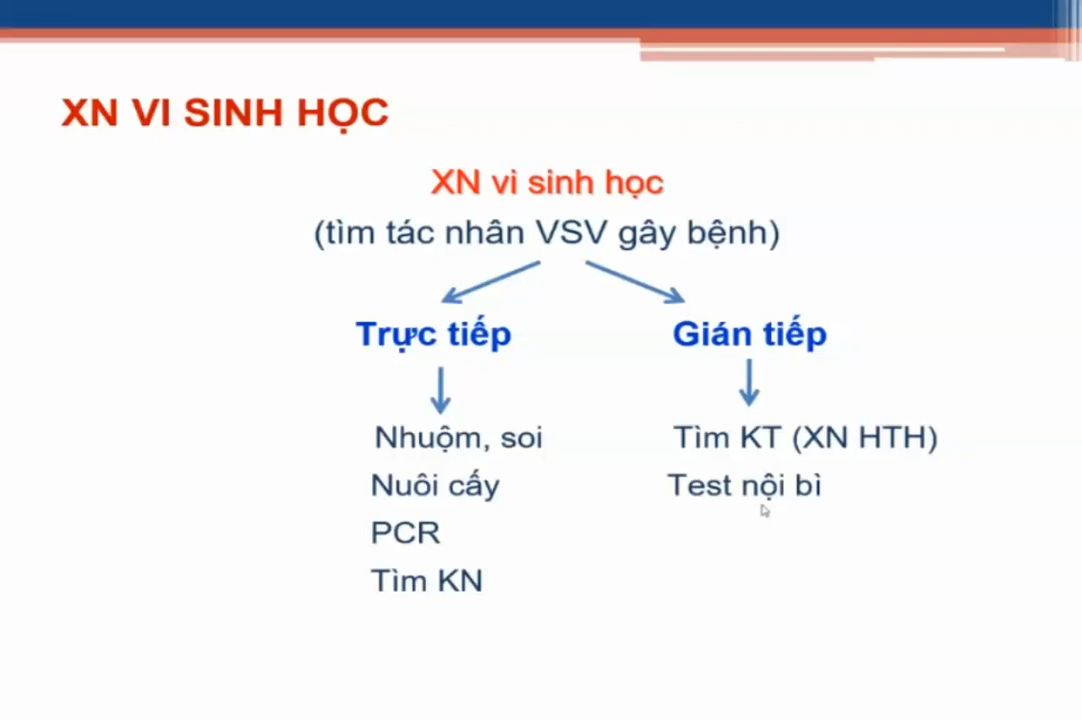 XN VI SINH HỌC
XN vi sinh học
(tìm tác nhân VSV gây bệnh)
Trực tiếp
Nhuộm, soi
Nuôi cấy
PCR
Tìm KN
Gián tiếp
Tìm KT (XN HTH)
Test nội bì